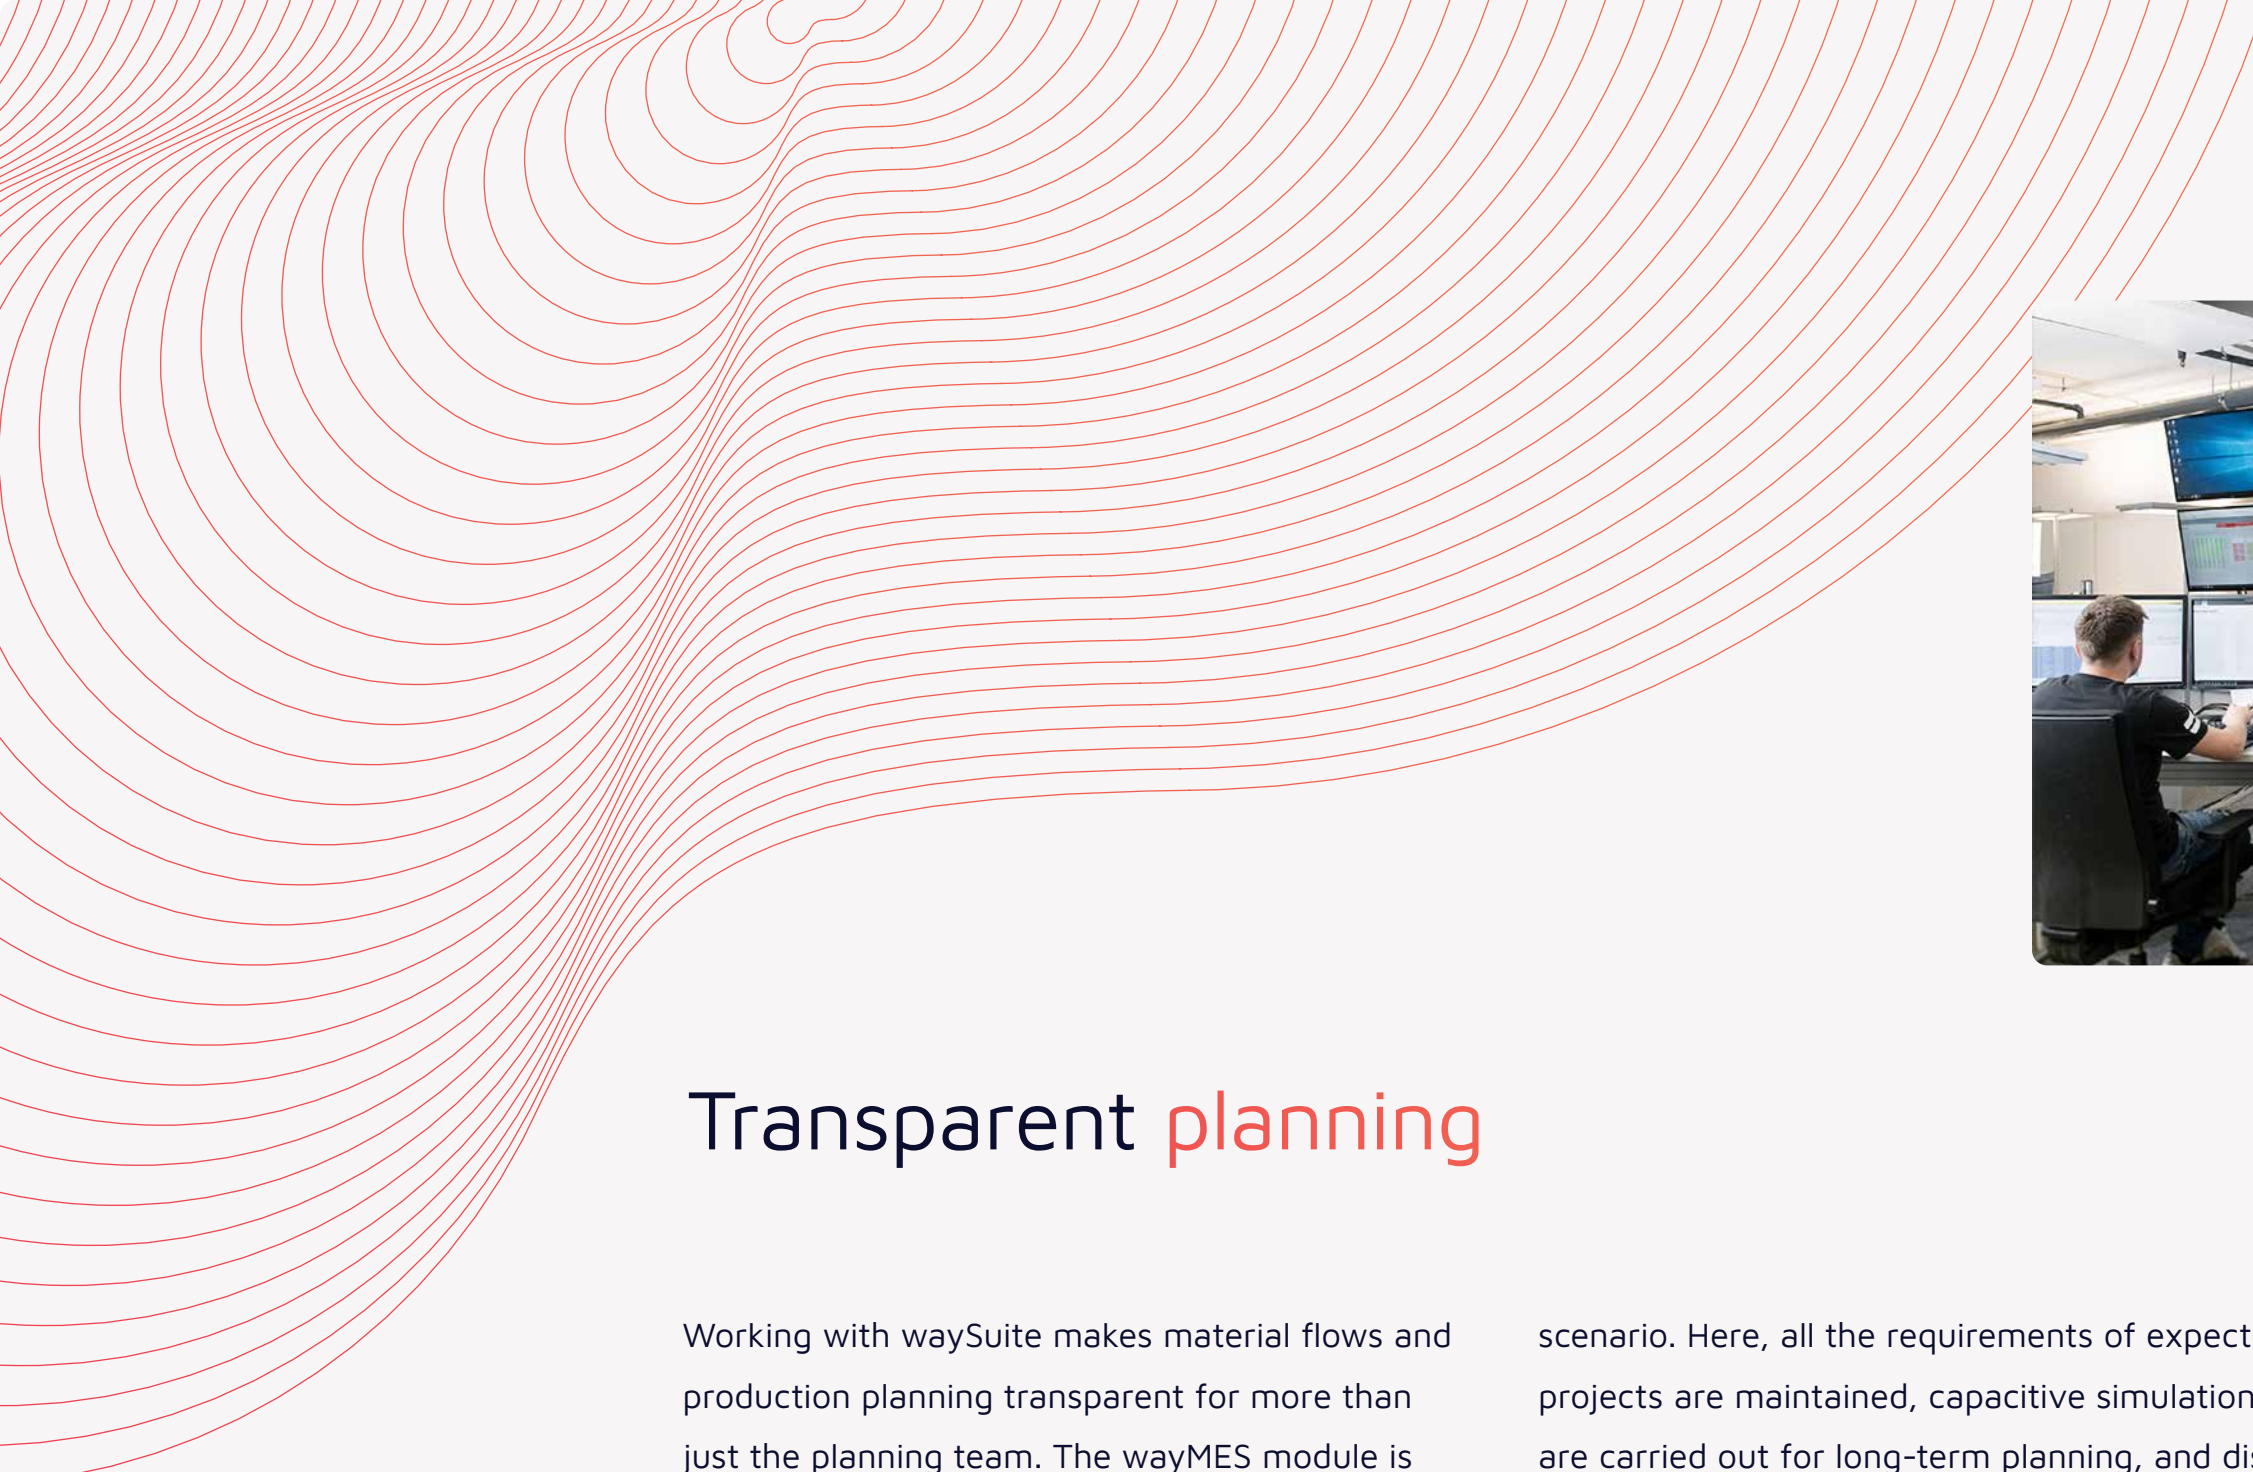 Transparent planning
Working with waySuite makes material flows and
production planning transparent for more than
just the planning team. The wayMES module is
scenario. Here, all the requirements of
projects are maintained, capacitive
are carried out for long-term planning, and